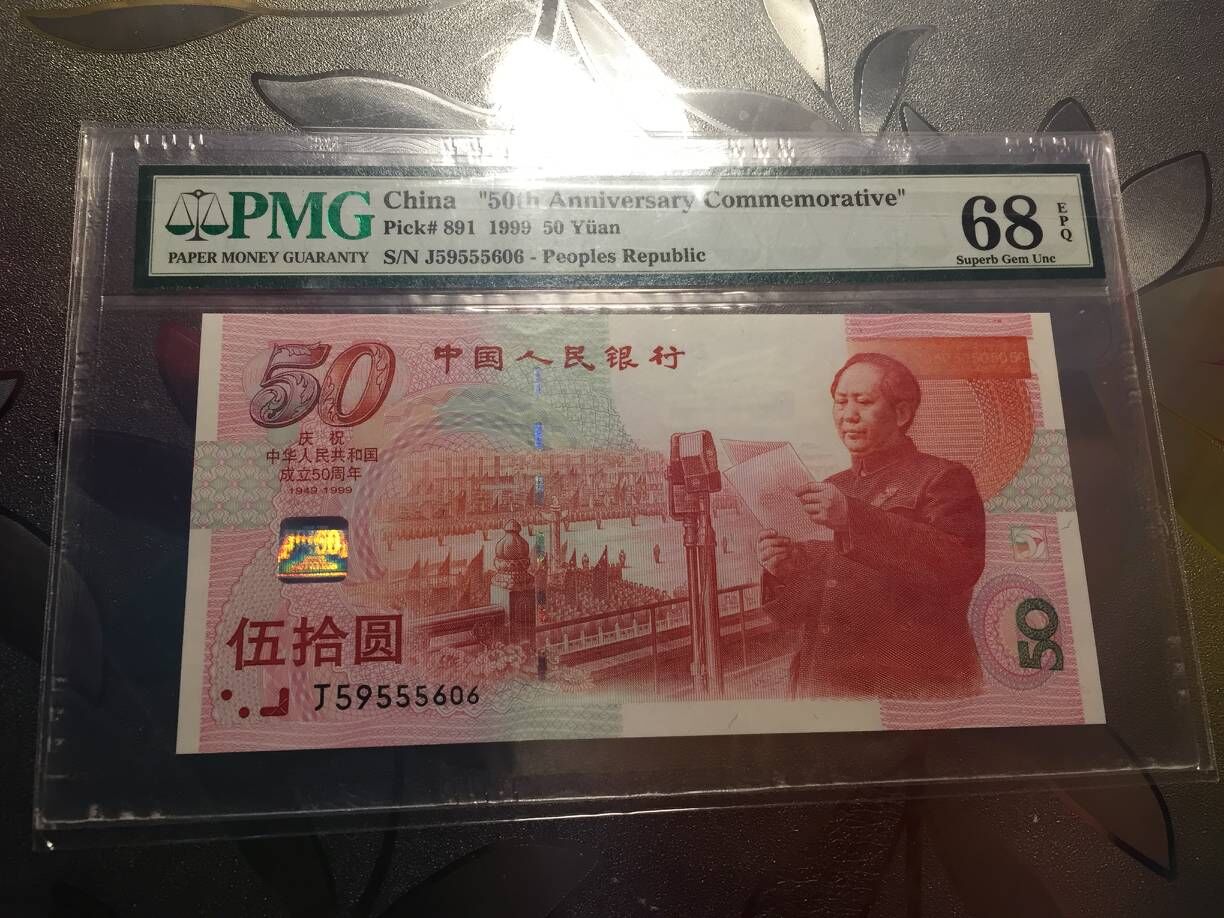 PMG
PAPER MONEY GUARANTY
China "50th Anniversary Commemorative"
Pick# 891 1999 50 Yüan
S/N J59555606 - Peoples Republic
68
EPQ
Superb Gem Unc
50
中国人民银行
庆祝
中华人民共和国
成立50周年
1949-1999
50
伍拾圆
J59555606
50